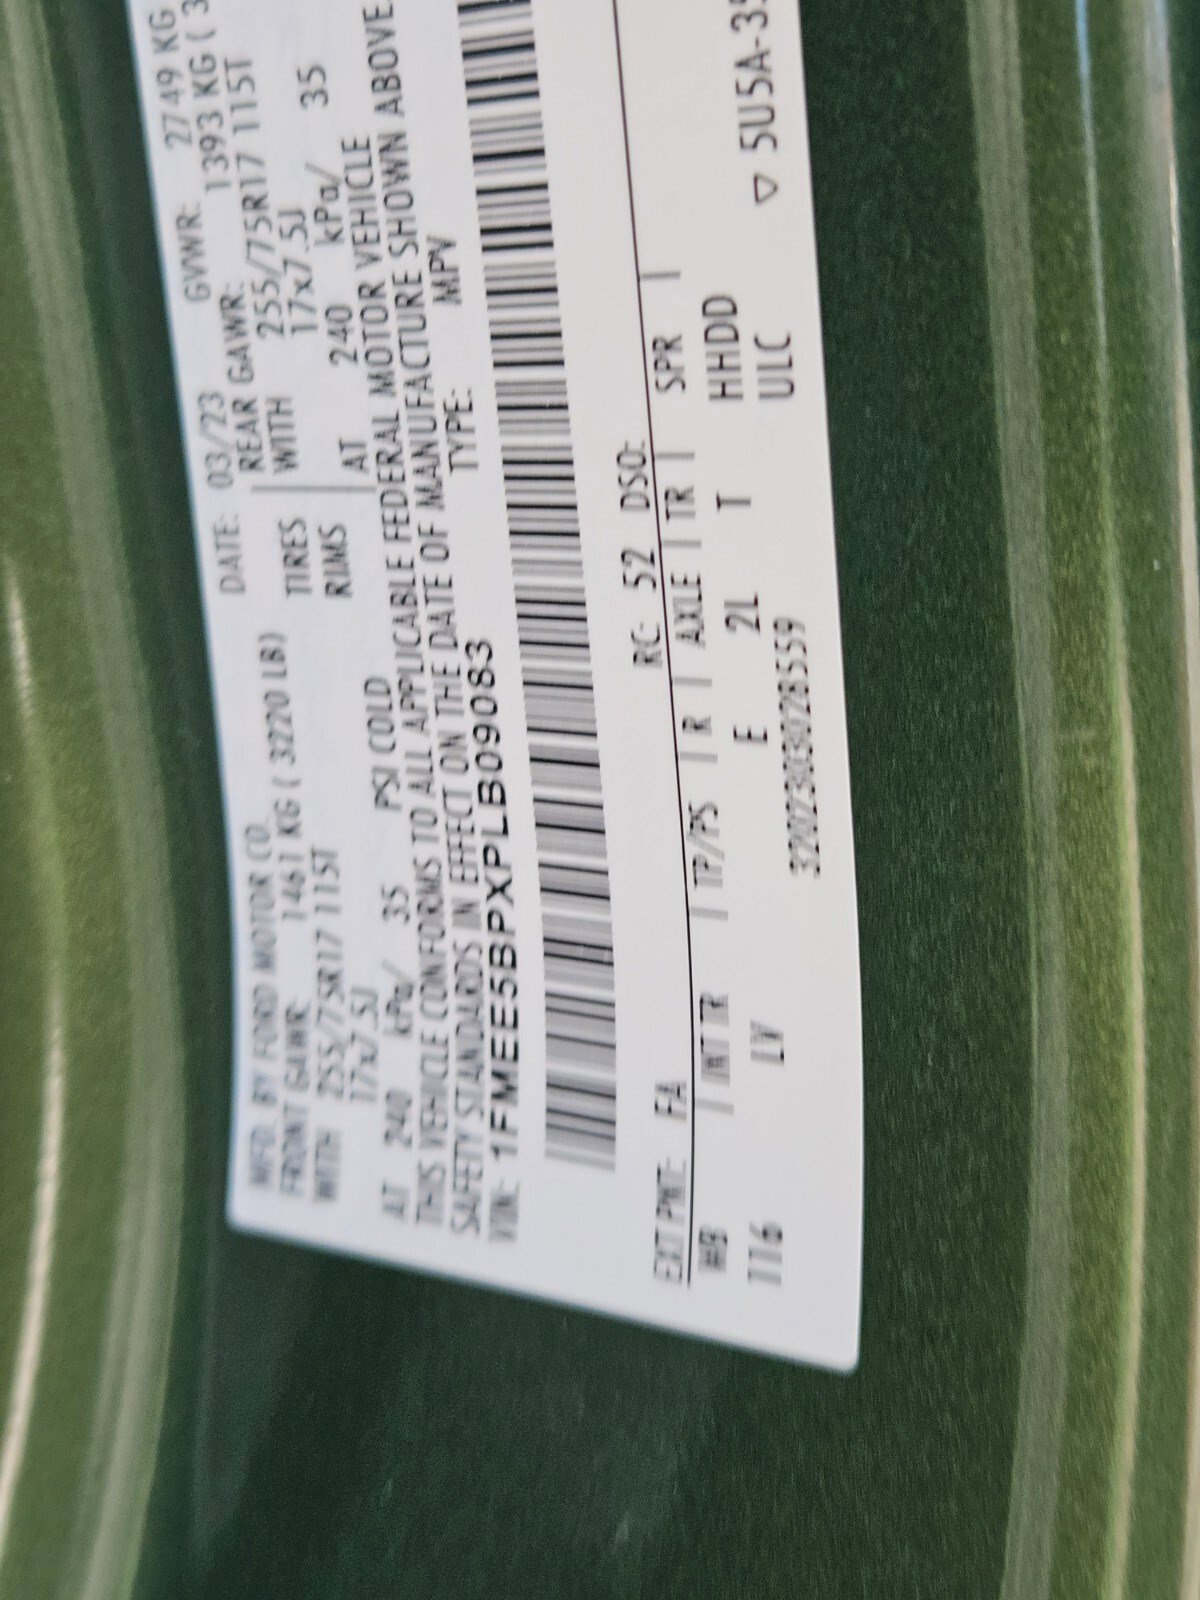 MFD. BY FORD MOTOR CO. DATE: 03/23 GVWR: 2749 KG
FRONT GAWR: 1461 KG ( 3220 LB) REAR GAWR: 1393 KG ( 3
WITH 255/75R17 115T TIRES WITH 255/75R17 115T
17x7.5J RIMS 17x7.5J
AT 240 kPa/ 35 PSI COLD AT 240 kPa/ 35
THIS VEHICLE CONFORMS TO ALL APPLICABLE FEDERAL MOTOR VEHICLE
SAFETY STANDARDS IN EFFECT ON THE DATE OF MANUFACTURE SHOWN ABOVE
VIN: 1FMEE5BPXPLB09083 TYPE: MPV
EXT PNT: FA RC: 52 DSO:
WB | INT TR | TP/PS | R | AXLE | TR | SPR |
116 LV E 2L T HHDD
3202303028559 ULC ▽ 5U5A-35